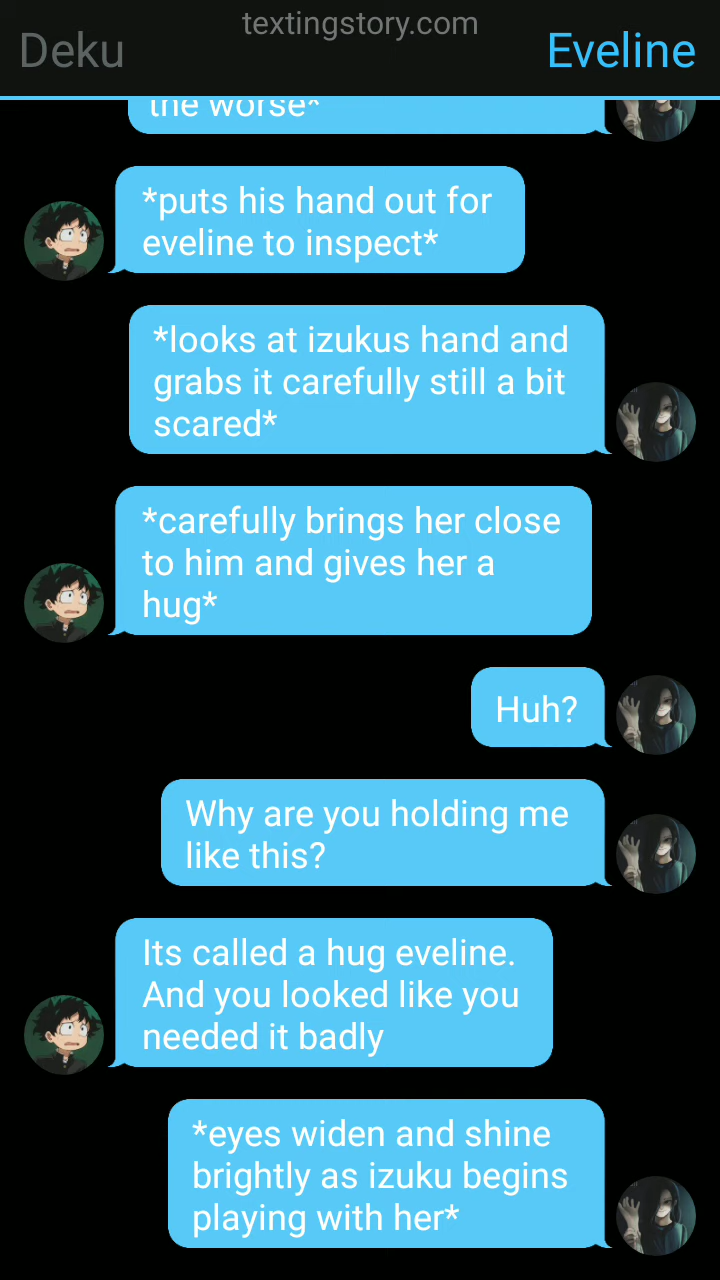 textingstory.com
Deku
Eveline
the worse*
*puts his hand out for
eveline to inspect*
*looks at izukus hand and
grabs it carefully still a bit
scared*
*carefully brings her close
to him and gives her a
hug*
Huh?
Why are you holding me
like this?
Its called a hug eveline.
And you looked like you
needed it badly
*eyes widen and shine
brightly as izuku begins
playing with her*